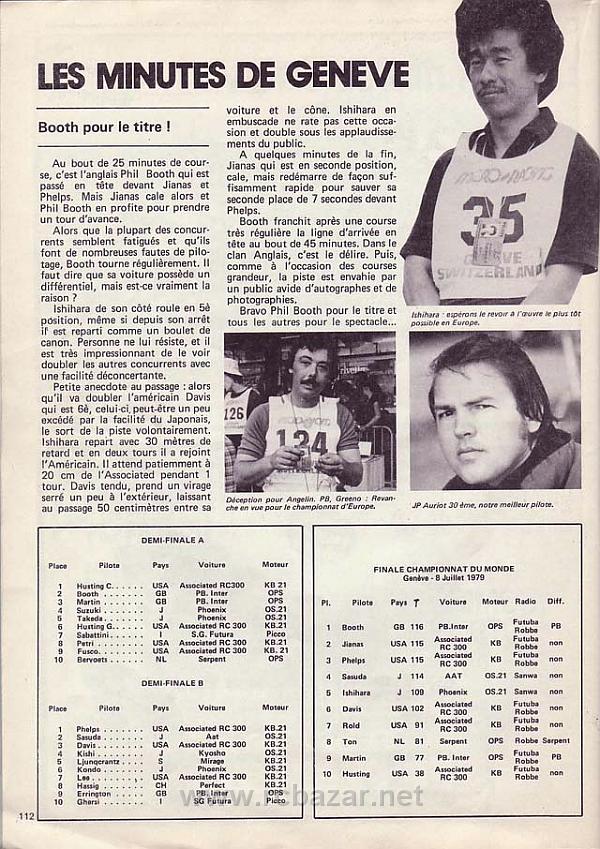 LES MINUTES DE GENEVE
Booth pour le titre !
Au bout de 25 minutes de cour-
se, c'est l'anglais Phil Booth qui est
passé en tête devant Jianas et
Phelps. Mais Jianas cale alors et
Phil Booth en profite pour prendre
un tour d'avance.
Alors que la plupart des concur-
rents semblent fatigués et qu'ils
font de nombreuses fautes de pilo-
tage, Booth tourne régulièrement. Il
faut dire que sa voiture possède un
différentiel, mais est-ce vraiment la
raison ?
Ishihara de son côté roule en 5è
position, même si depuis son arrêt
il est reparti comme un boulet de
canon. Personne ne lui résiste, et il
est très impressionnant de le voir
doubler les autres concurrents avec
une facilité déconcertante.
Petite anecdote au passage : alors
qu'il va doubler l'américain Davis
qui est 6è, celui-ci, peut-être un peu
excédé par la facilité du Japonais,
le sort de la piste volontairement.
Ishihara repart avec 30 mètres de
retard et en deux tours il a rejoint
l'Américain. Il attend patiemment à
20 cm de l'Associated pendant 1
tour. Davis tendu, prend un virage
serré un peu à l'extérieur, laissant
au passage 50 centimètres entre sa
voiture et le cône. Ishihara en
embuscade ne rate pas cette occa-
sion et double sous les applaudisse-
ments du public.
A quelques minutes de la fin,
Jianas qui est en seconde position,
cale, mais redémarre de façon suf-
fisamment rapide pour sauver sa
seconde place de 7 secondes devant
Phelps.
Booth franchit après une course
très régulière la ligne d'arrivée en
tête au bout de 45 minutes. Dans le
clan Anglais, c'est le délire. Puis,
comme à l'occasion des courses
grandeur, la piste est envahie par
un public avide d'autographes et de
photographies.
Bravo Phil Booth pour le titre et
tous les autres pour le spectacle...
35
SWITZERLAND
Ishihara : espérons le revoir à l'œuvre le plus tôt
possible en Europe.
126
124
Déception pour Angelin. PB, Greeno : Revan-
che en vue pour le championnat d'Europe.
JP Auriot 30 ème, notre meilleur pilote.
DEMI-FINALE A
Place Pilote Pays Voiture Moteur
1 Husting C. . . . . . USA Associated RC300 KB 21
2 Booth . . . . . . . GB PB. Inter OPS
3 Martin . . . . . . . GB PB. Inter OPS
4 Suzuki . . . . . . . J Phoenix OS.21
5 Takeda. . . . . . . J Phoenix OS.21
6 Husting G. . . . . . USA Associated RC 300 KB.21
7 Sabattini. . . . . . I S.G. Futura Picco
8 Petri . . . . . . . USA Associated RC 300 KB.21
9 Fusco. . . . . . . USA Associated RC 300 KB. 21
10 Bervoets . . . . . . NL Serpent OPS
DEMI-FINALE B
Place Pilote Pays Voiture Moteur
1 Phelps . . . . . . . USA Associated RC 300 KB.21
2 Sasuda . . . . . . . J Aat OS.21
3 Davis. . . . . . . USA Associated RC 300 KB.21
4 Kishi . . . . . . . J Kyosho OS.21
5 Ljungcrantz . . . . . S Mirage KB.21
6 Kondo . . . . . . . J Phoenix OS.21
7 Lee . . . . . . . USA Associated RC 300 KB.21
8 Hassig . . . . . . . CH Perfect KB.21
9 Errington . . . . . . GB PB. Inter OPS
10 Ghersi . . . . . . . I SG Futura Picco
FINALE CHAMPIONNAT DU MONDE
Genève - 8 Juillet 1979
Pl. Pilote Pays T Voiture Moteur Radio Diff.
1 Booth GB 116 PB.Inter OPS Futuba Robbe PB
2 Jianas USA 115 Associated RC 300 KB Futuba Robbe non
3 Phelps USA 115 Associated RC 300 KB Futuba Robbe non
4 Sasuda J 114 AAT OS.21 Sanwa non
5 Ishihara J 109 Phoenix OS.21 Sanwa non
6 Davis USA 102 Associated RC 300 KB Futuba Robbe non
7 Rold USA 91 Associated RC 300 KB Futuba Robbe non
8 Ton NL 81 Serpent OPS Robbe Serpent
9 Martin GB 77 PB. Inter OPS Futuba Robbe PB
10 Husting USA 38 Associated RC 300 KB Futuba Robbe non
112
www.rcbazar.net